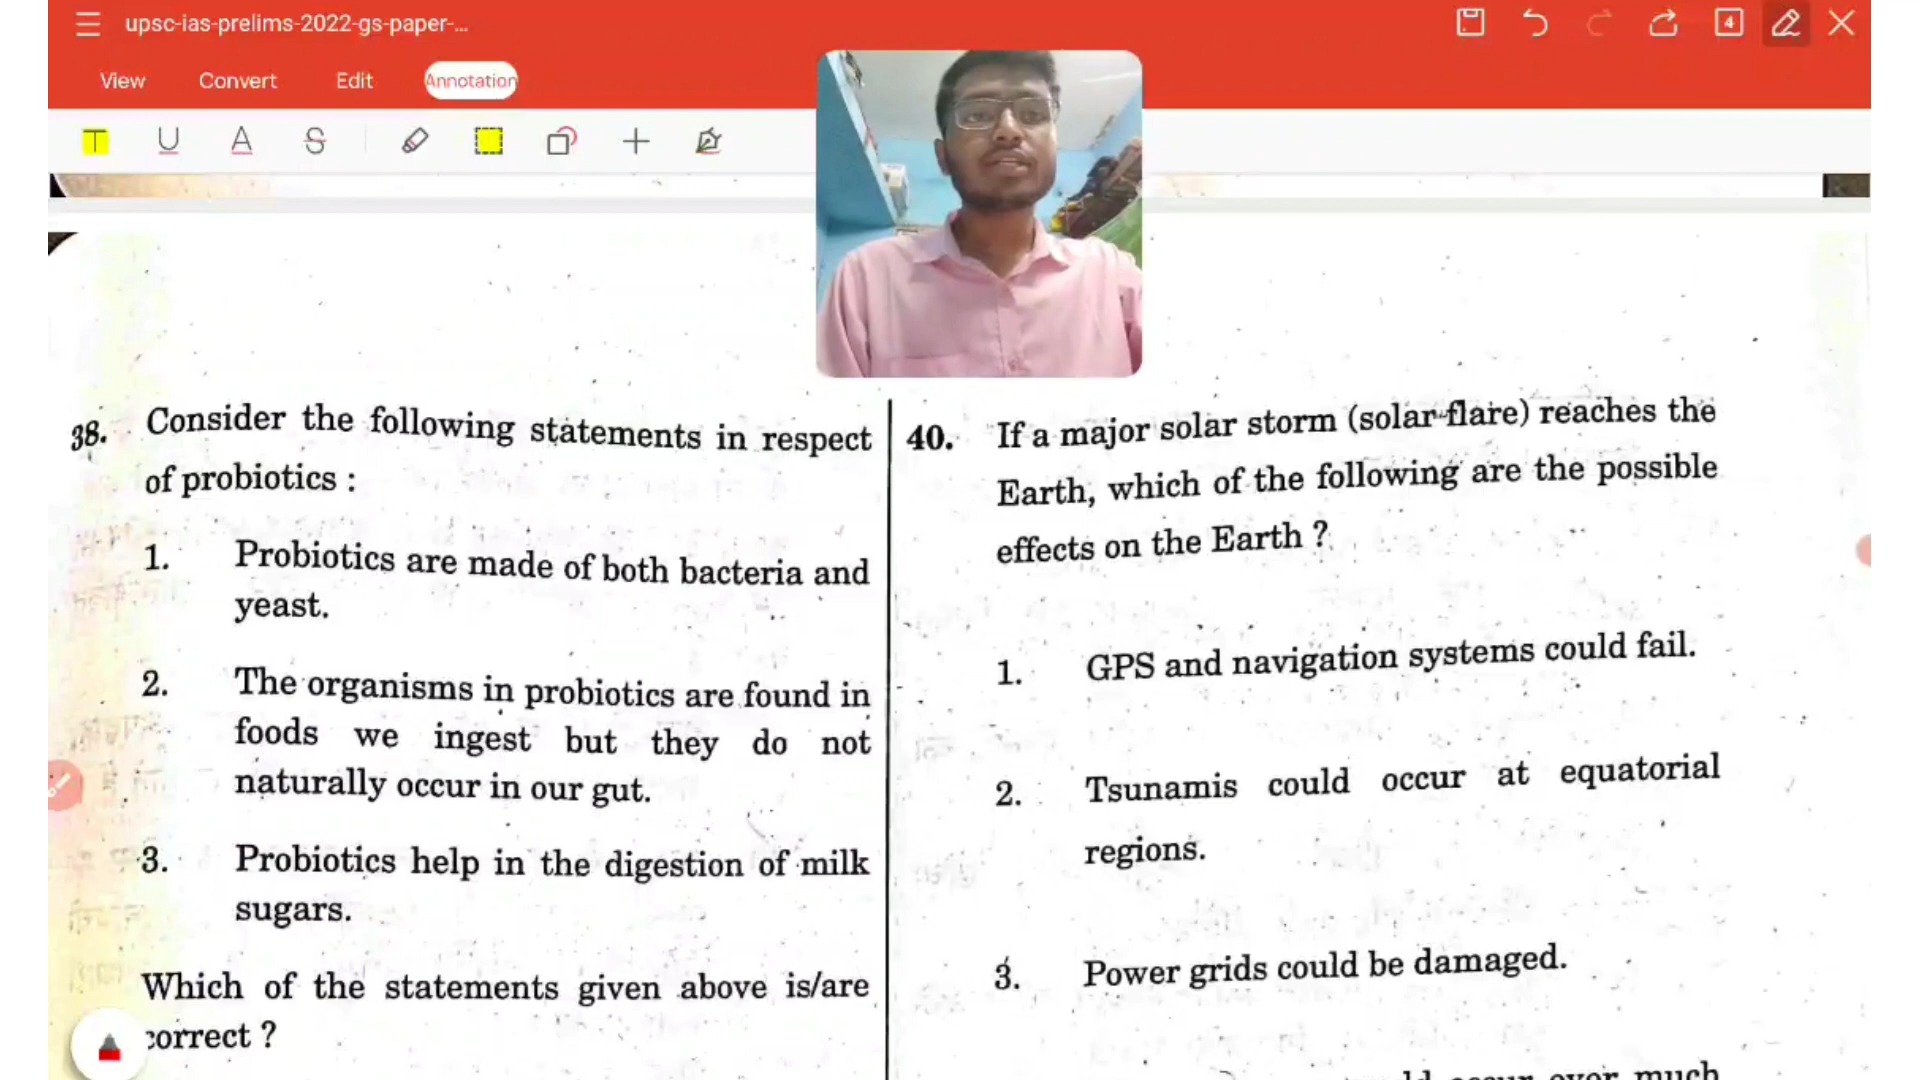 upsc-ias-prelims-2022-gs-paper-...
4
View Convert Edit Annotation
T U A S
38. Consider the following statements in respect
of probiotics :
1. Probiotics are made of both bacteria and
yeast.
2. The organisms in probiotics are found in
foods we ingest but they do not
naturally occur in our gut.
3. Probiotics help in the digestion of milk
sugars.
Which of the statements given above is/are
correct ?
40. If a major solar storm (solar-flare) reaches the
Earth, which of the following are the possible
effects on the Earth ?
1. GPS and navigation systems could fail.
2. Tsunamis could occur at equatorial
regions.
3. Power grids could be damaged.
occur over much